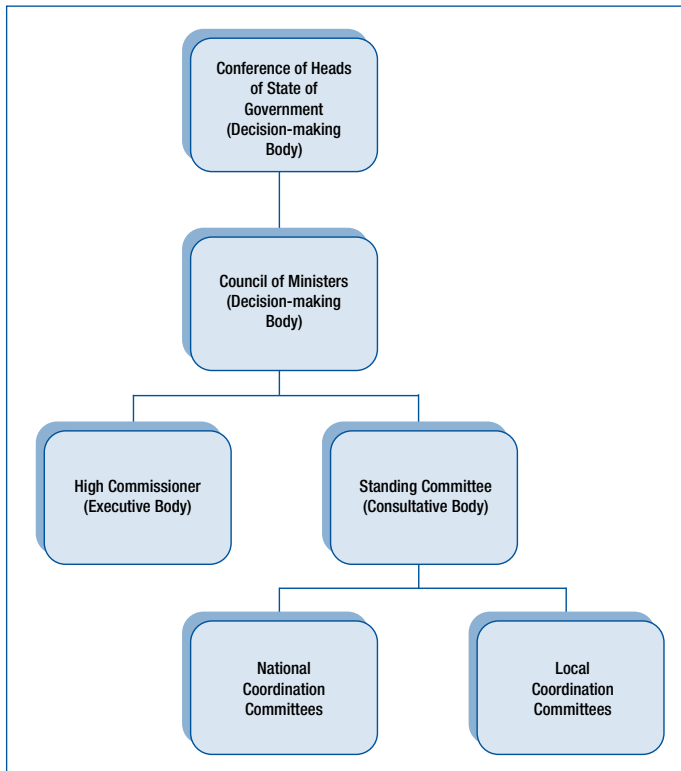 Conference of Heads
of State of
Government
(Decision-making
Body)
Council of Ministers
(Decision-making
Body)
High Commissioner
(Executive Body)
Standing Committee
(Consultative Body)
National
Coordination
Committees
Local
Coordination
Committees